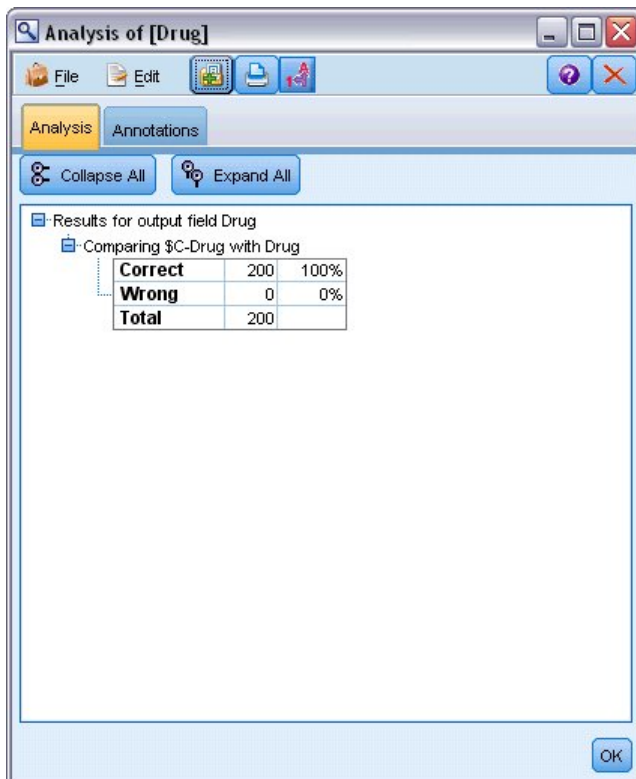 Analysis of [Drug]
File Edit
Analysis Annotations
Collapse All Expand All
Results for output field Drug
Comparing $C-Drug with Drug
Correct 200 100%
Wrong 0 0%
Total 200
OK